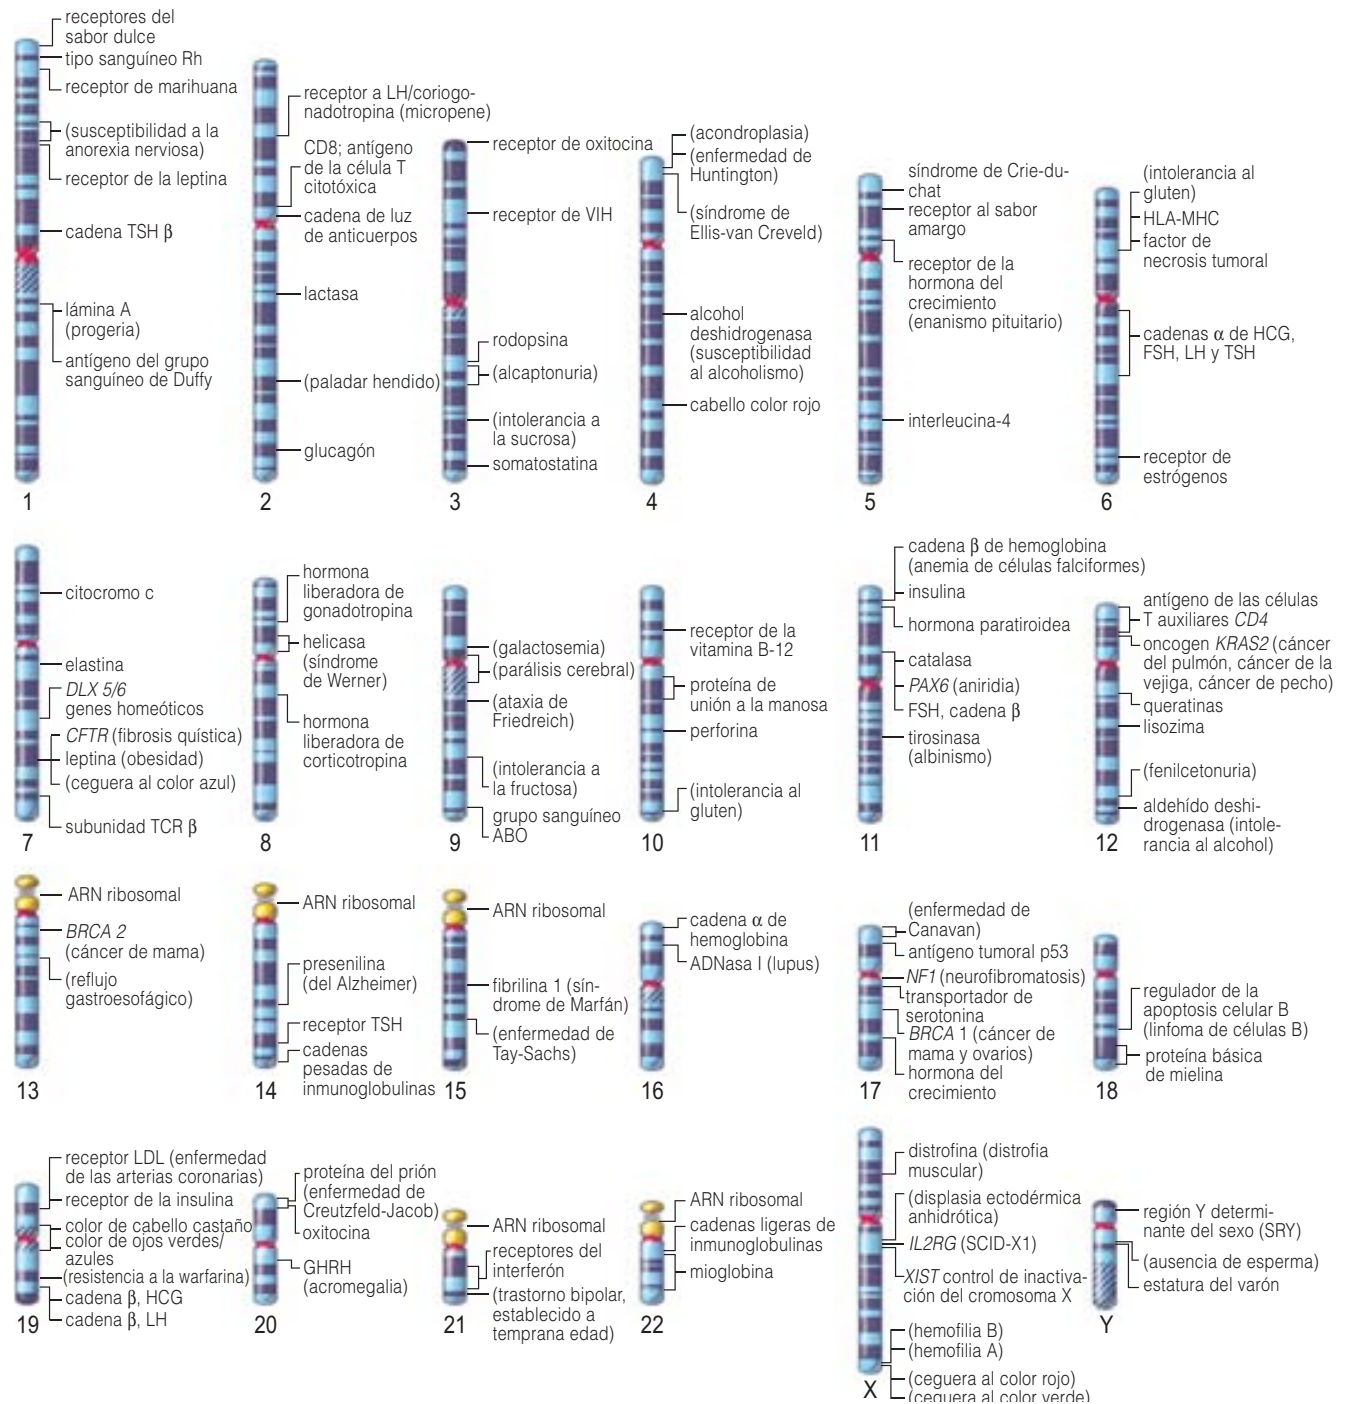 receptores del
sabor dulce
tipo sanguíneo Rh
receptor de marihuana
(susceptibilidad a la
anorexia nerviosa)
receptor de la leptina
cadena TSH β
lámina A
(progeria)
antígeno del grupo
sanguíneo de Duffy
1
receptor a LH/coriogo-
nadotropina (micropene)
CD8; antígeno
de la célula T
citotóxica
cadena de luz
de anticuerpos
lactasa
(paladar hendido)
glucagón
2
receptor de oxitocina
receptor de VIH
rodopsina
(alcaptonuria)
(intolerancia a
la sucrosa)
somatostatina
3
(acondroplasia)
(enfermedad de
Huntington)
(síndrome de
Ellis-van Creveld)
alcohol
deshidrogenasa
(susceptibilidad
al alcoholismo)
cabello color rojo
4
síndrome de Crie-du-
chat
receptor al sabor
amargo
receptor de la
hormona del
crecimiento
(enanismo pituitario)
interleucina-4
5
(intolerancia al
gluten)
HLA-MHC
factor de
necrosis tumoral
cadenas α de HCG,
FSH, LH y TSH
receptor de
estrógenos
6
citocromo c
elastina
DLX 5/6
genes homeóticos
CFTR (fibrosis quística)
leptina (obesidad)
(ceguera al color azul)
subunidad TCR β
7
hormona
liberadora de
gonadotropina
helicasa
(síndrome
de Werner)
hormona
liberadora de
corticotropina
8
(galactosemia)
(parálisis cerebral)
(ataxia de
Friedreich)
(intolerancia a
la fructosa)
grupo sanguíneo
ABO
9
receptor de la
vitamina B-12
proteína de
unión a la manosa
perforina
(intolerancia al
gluten)
10
cadena β de hemoglobina
(anemia de células falciformes)
insulina
hormona paratiroidea
catalasa
PAX6 (aniridia)
FSH, cadena β
tirosinasa
(albinismo)
11
antígeno de las células
T auxiliares CD4
oncogen KRAS2 (cáncer
del pulmón, cáncer de la
vejiga, cáncer de pecho)
queratinas
lisozima
(fenilcetonuria)
aldehído deshi-
drogenasa (intole-
rancia al alcohol)
12
ARN ribosomal
BRCA 2
(cáncer de mama)
(reflujo
gastroesofágico)
13
ARN ribosomal
presenilina
(del Alzheimer)
receptor TSH
cadenas
pesadas de
inmunoglobulinas
14
ARN ribosomal
fibrilina 1 (sín-
drome de Marfán)
(enfermedad de
Tay-Sachs)
15
cadena α de
hemoglobina
ADNasa I (lupus)
16
(enfermedad de
Canavan)
antígeno tumoral p53
NF1 (neurofibromatosis)
transportador de
serotonina
BRCA 1 (cáncer de
mama y ovarios)
hormona del
crecimiento
17
regulador de la
apoptosis celular B
(linfoma de células B)
proteína básica
de mielina
18
receptor LDL (enfermedad
de las arterias coronarias)
receptor de la insulina
color de cabello castaño
color de ojos verdes/
azules
(resistencia a la warfarina)
cadena β, HCG
cadena β, LH
19
proteína del prión
(enfermedad de
Creutzfeld-Jacob)
oxitocina
GHRH
(acromegalia)
20
ARN ribosomal
receptores del
interferón
(trastorno bipolar,
establecido a
temprana edad)
21
ARN ribosomal
cadenas ligeras de
inmunoglobulinas
mioglobina
22
distrofina (distrofia
muscular)
(displasia ectodérmica
anhidrótica)
IL2RG (SCID-X1)
XIST control de inactiva-
ción del cromosoma X
(hemofilia B)
(hemofilia A)
(ceguera al color rojo)
(ceguera al color verde)
X
región Y determi-
nante del sexo (SRY)
(ausencia de esperma)
estatura del varón
Y